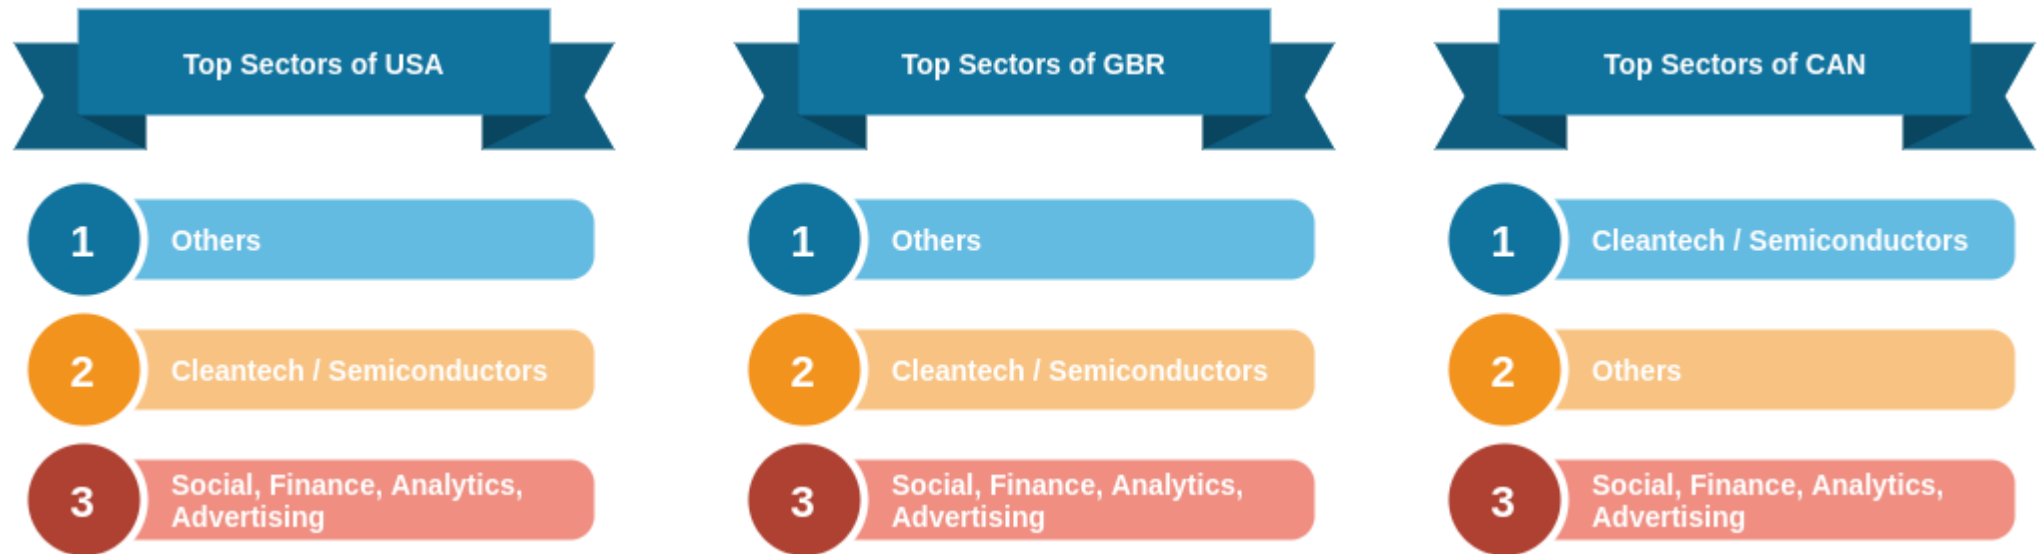 Top Sectors of USA
1
Others
2
Cleantech / Semiconductors
3
Social, Finance, Analytics,
Advertising
Top Sectors of GBR
1
Others
2
Cleantech / Semiconductors
3
Social, Finance, Analytics,
Advertising
Top Sectors of CAN
1
Cleantech / Semiconductors
2
Others
3
Social, Finance, Analytics,
Advertising